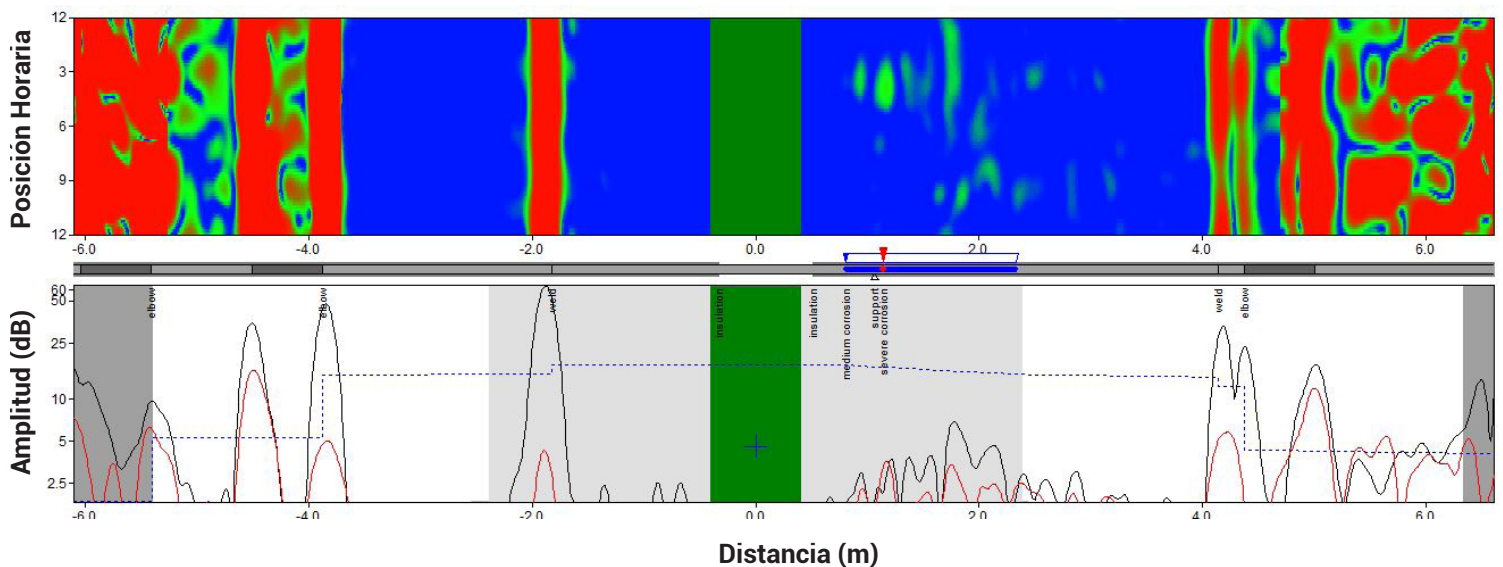 Posición Horaria
12
3
6
9
12
-6.0
-4.0
-2.0
0.0
2.0
4.0
6.0
Amplitud (dB)
60
50
25
10
5
2.5
elbow
elbow
weld
insulation
insulation
medium corrosion
support
severe corrosion
weld
elbow
-6.0
-4.0
-2.0
0.0
2.0
4.0
6.0
Distancia (m)